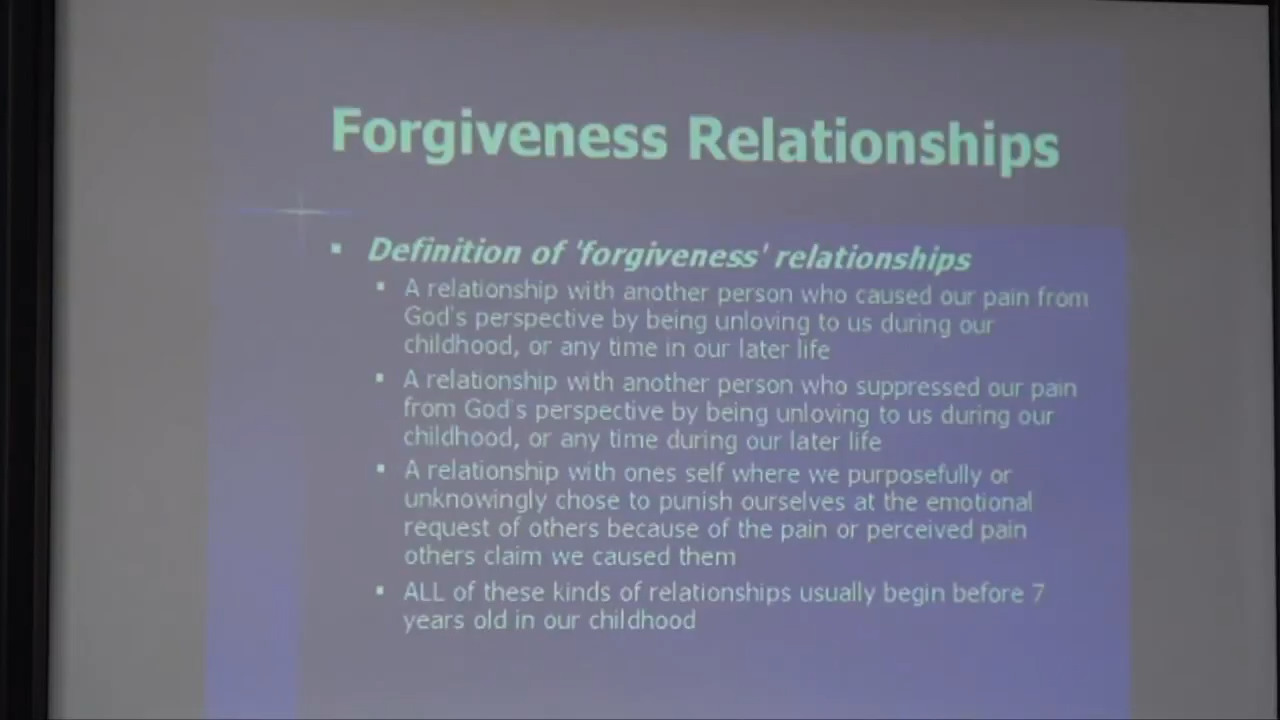 Forgiveness Relationships
▪ Definition of 'forgiveness' relationships
▪ A relationship with another person who caused our pain from
God's perspective by being unloving to us during our
childhood, or any time in our later life
▪ A relationship with another person who suppressed our pain
from God's perspective by being unloving to us during our
childhood, or any time during our later life
▪ A relationship with ones self where we purposefully or
unknowingly chose to punish ourselves at the emotional
request of others because of the pain or perceived pain
others claim we caused them
▪ ALL of these kinds of relationships usually begin before 7
years old in our childhood